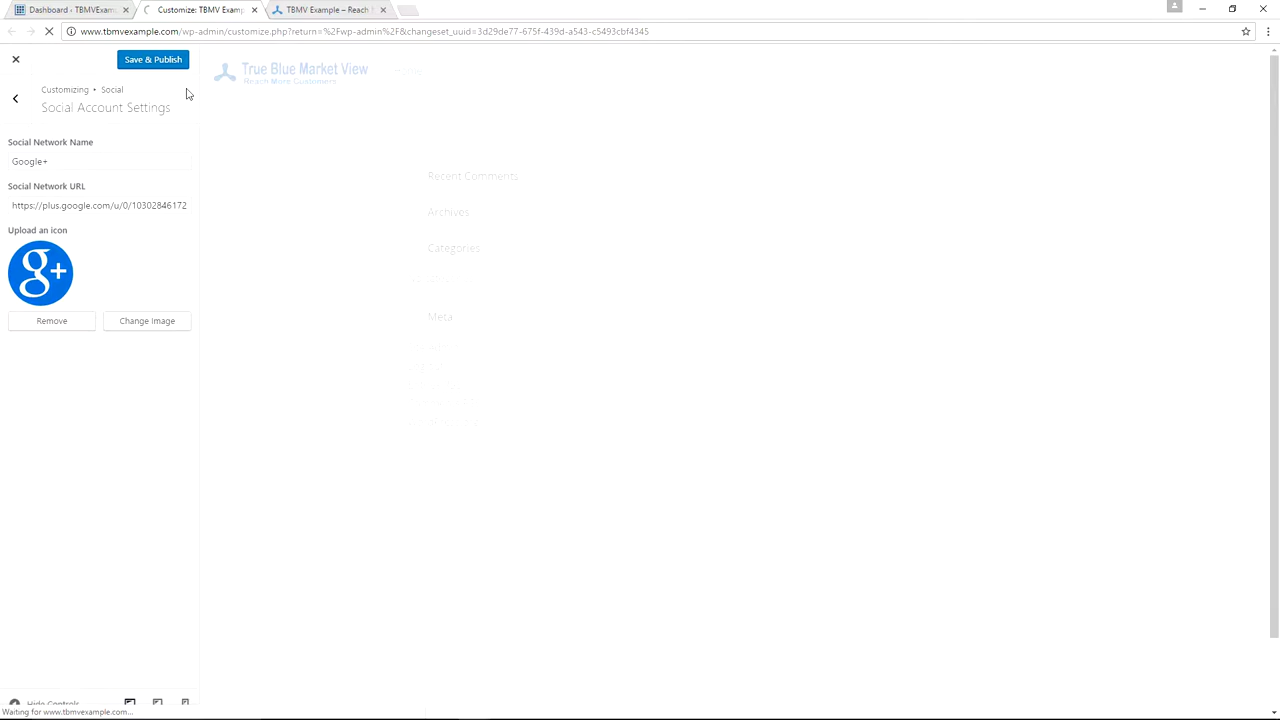 Dashboard ‹ TBMVExam
Customize: TBMV Examp
TBMV Example – Reach
www.tbmvexample.com/wp-admin/customize.php?return=%2Fwp-admin%2F&changeset_uuid=3d29de77-675f-439d-a543-c5493cbf4345
Save & Publish
True Blue Market View
Reach More Customers
Home
Customizing • Social
Social Account Settings
Social Network Name
Google+
Recent Comments
Social Network URL
https://plus.google.com/u/0/10302846172
Archives
Upload an icon
Categories
g+
Remove
Change Image
Meta
Hide Controls
Waiting for www.tbmvexample.com...